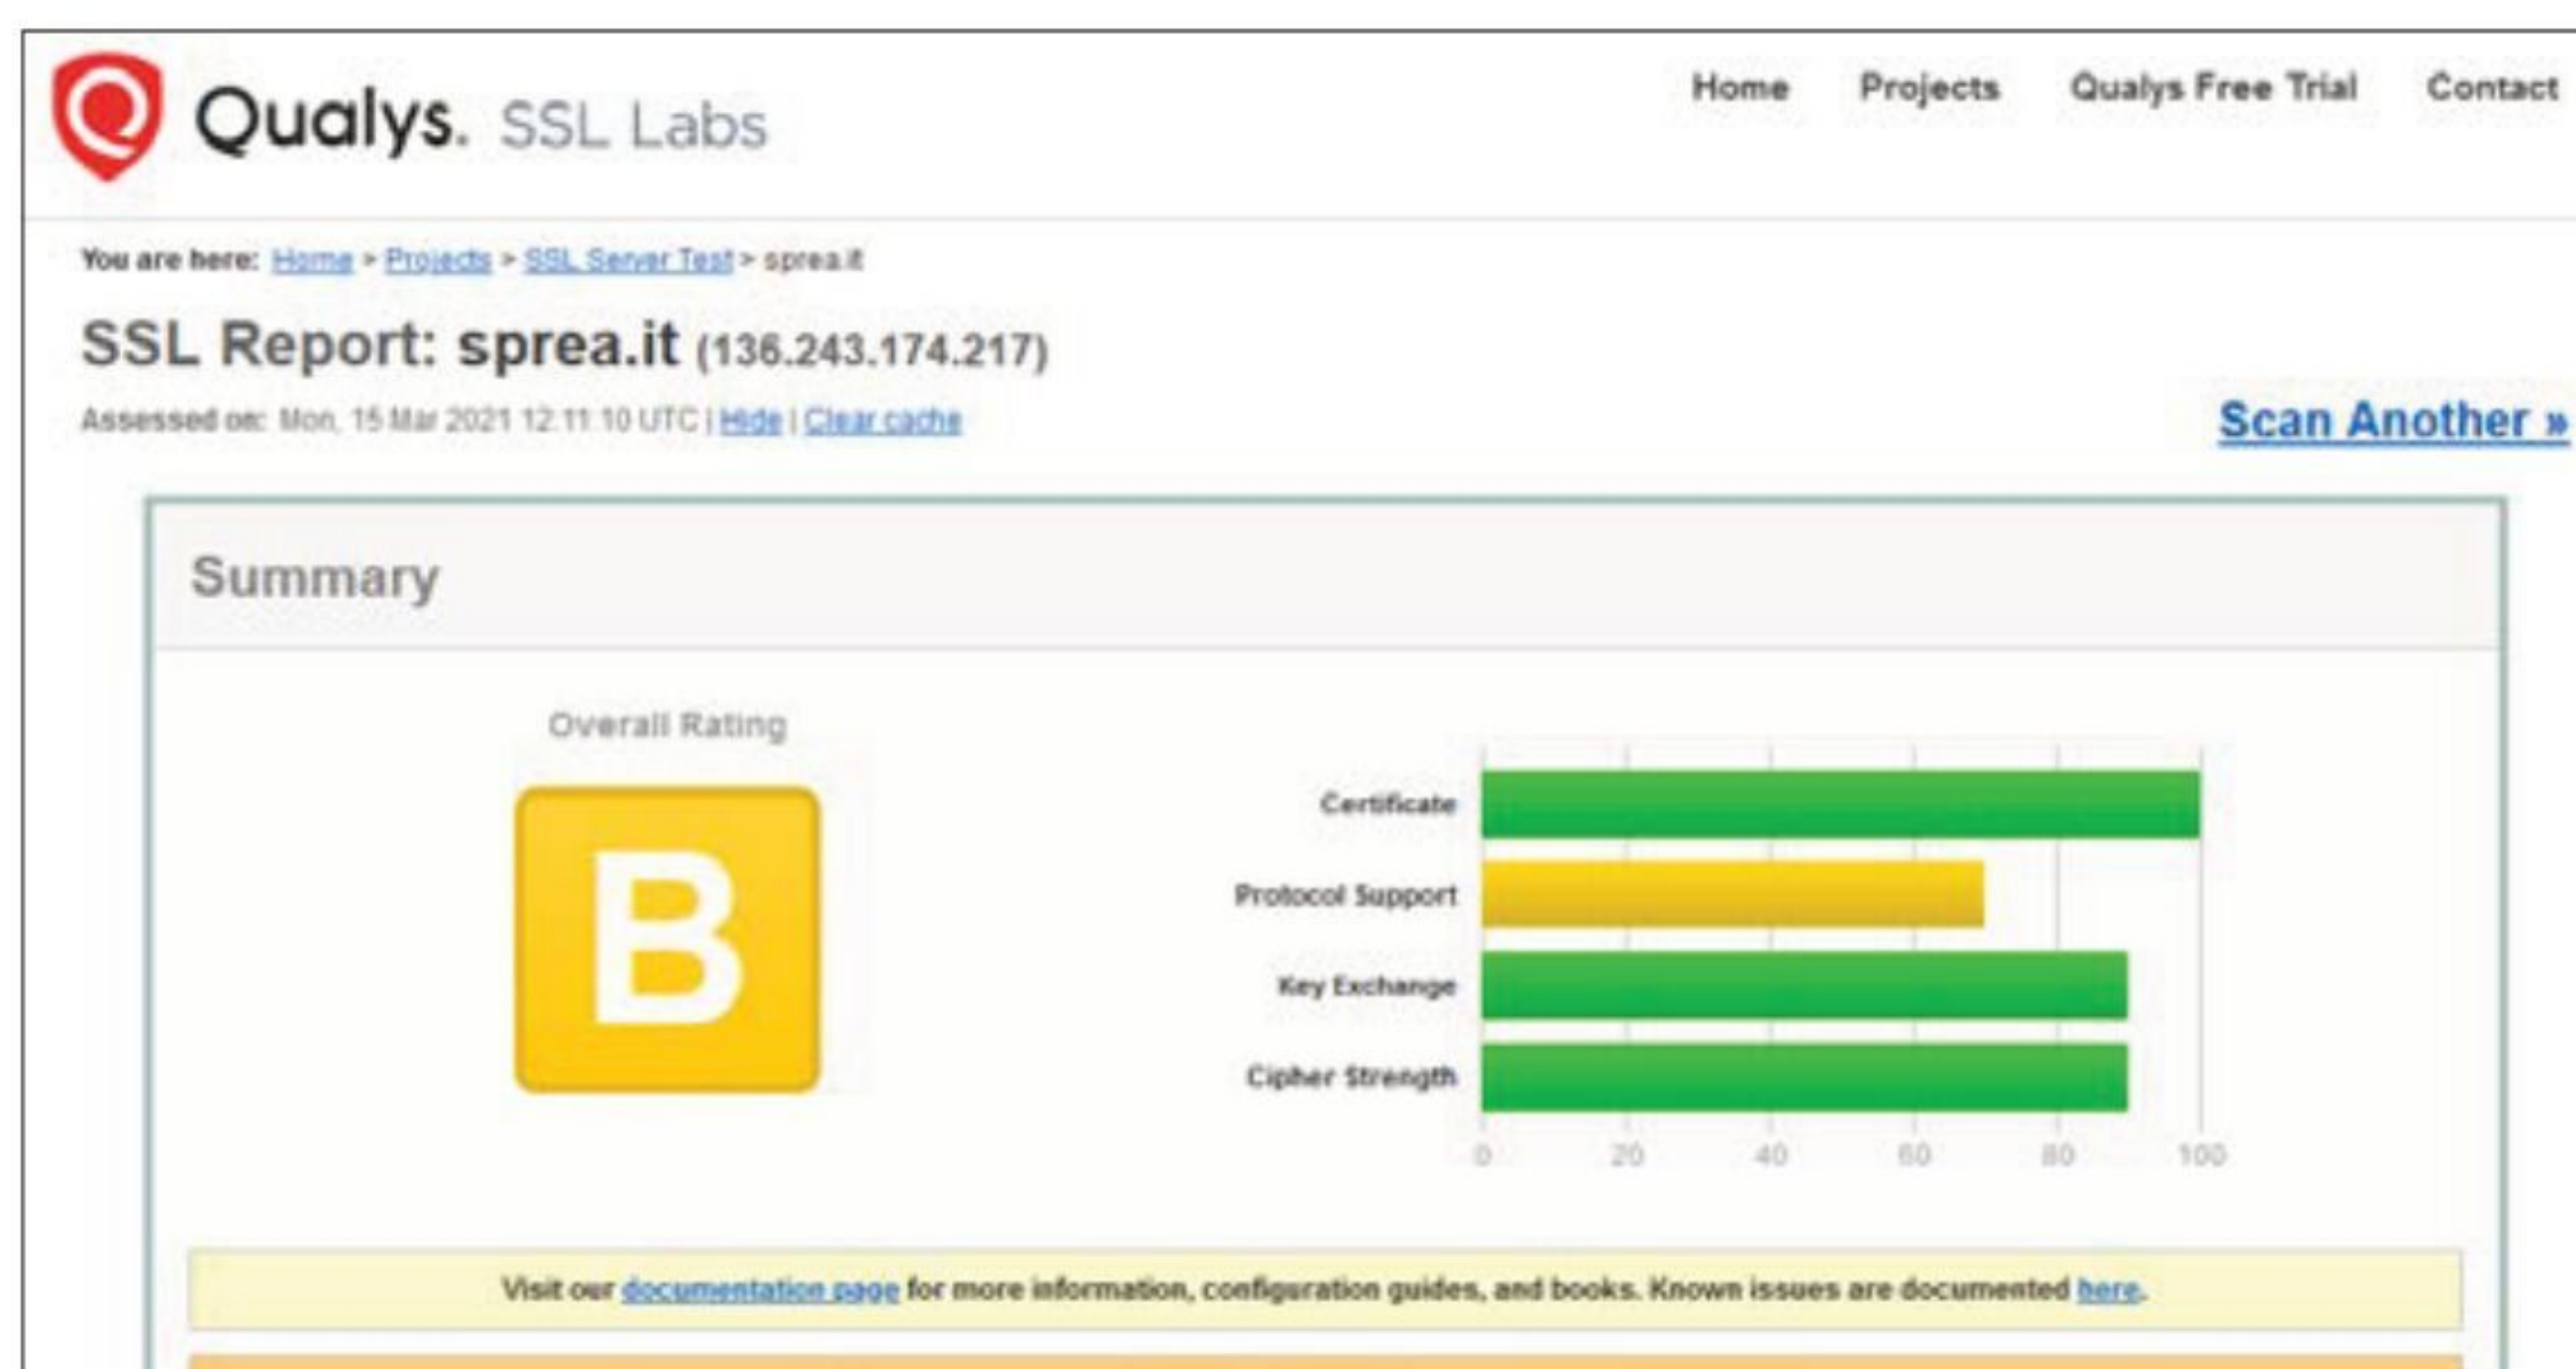 Qualys. SSL Labs
Home Projects Qualys Free Trial Contact
You are here: Home > Projects > SSL Server Test > sprea.it
SSL Report: sprea.it (136.243.174.217)
Assessed on: Mon, 15 Mar 2021 12:11:10 UTC | Hide | Clear cache
Scan Another »
Summary
Overall Rating
B
Certificate
Protocol Support
Key Exchange
Cipher Strength
0 20 40 60 80 100
Visit our documentation page for more information, configuration guides, and books. Known issues are documented here.